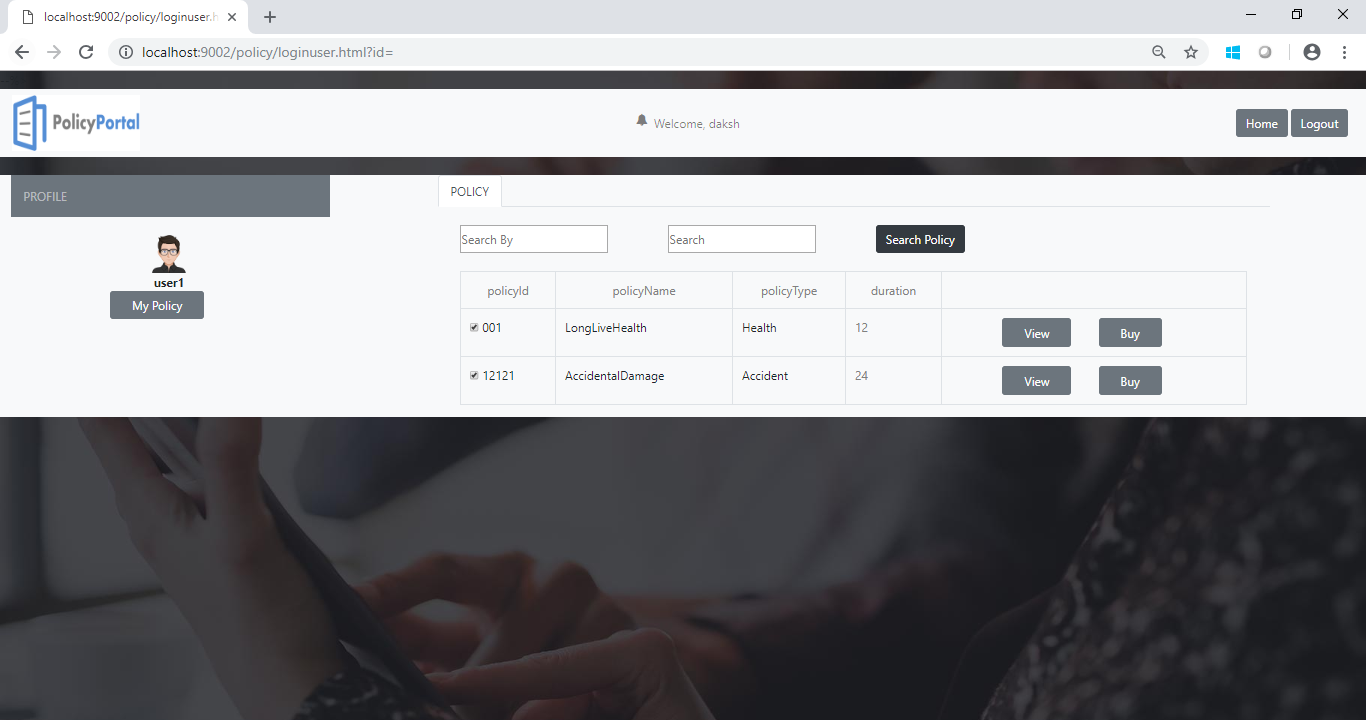 localhost:9002/policy/loginuser.h
localhost:9002/policy/loginuser.html?id=
PolicyPortal
Welcome, daksh
Home Logout
PROFILE
user1
My Policy
POLICY
Search By Search Search Policy
policyId policyName policyType duration
001 LongLiveHealth Health 12 View Buy
12121 AccidentalDamage Accident 24 View Buy